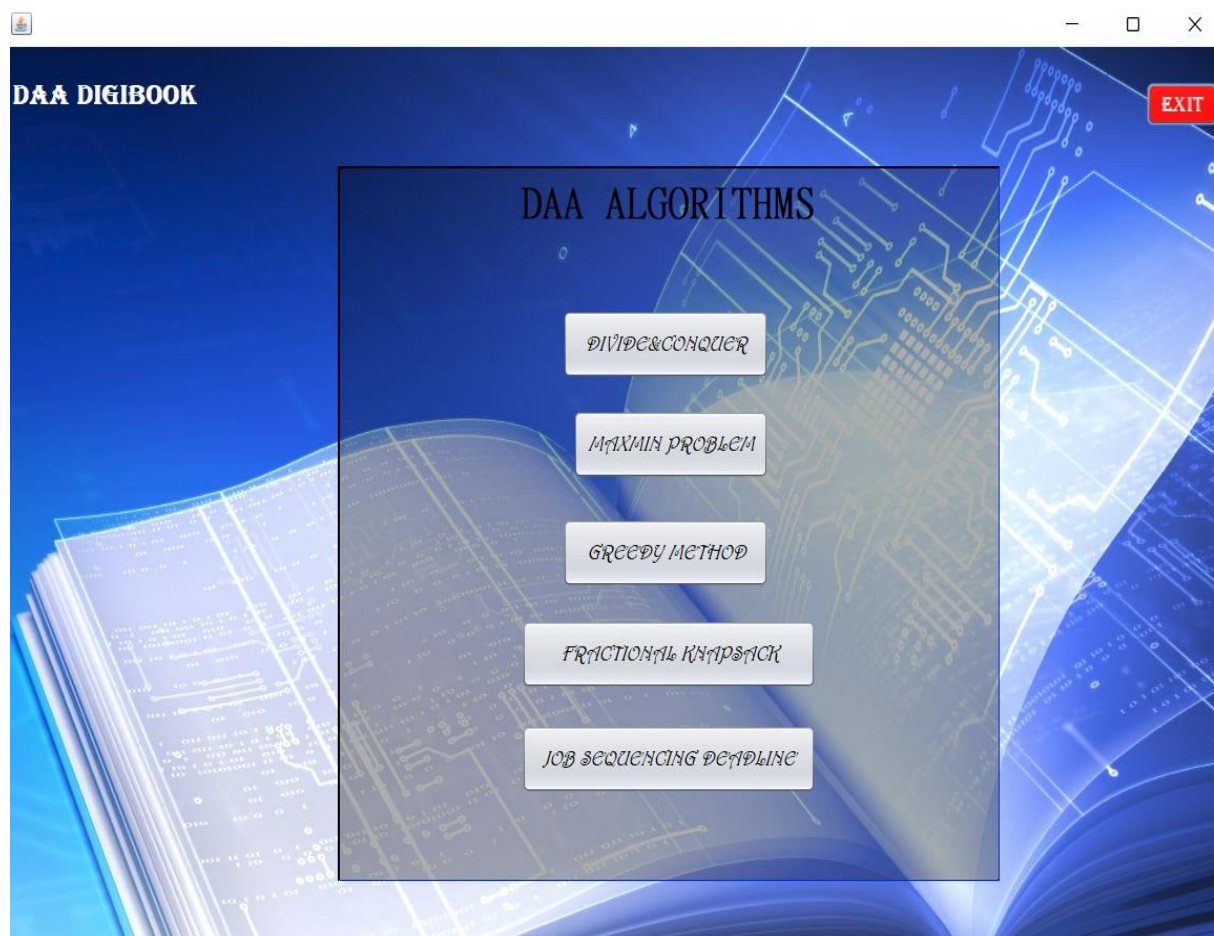 DAA DIGIBOOK
EXIT
DAA ALGORITHMS
DIVIDE&CONQUER
MAXMIN PROBLEM
GREEDY METHOD
FRACTIONAL KNAPSACK
JOB SEQUENCING DEADLINE